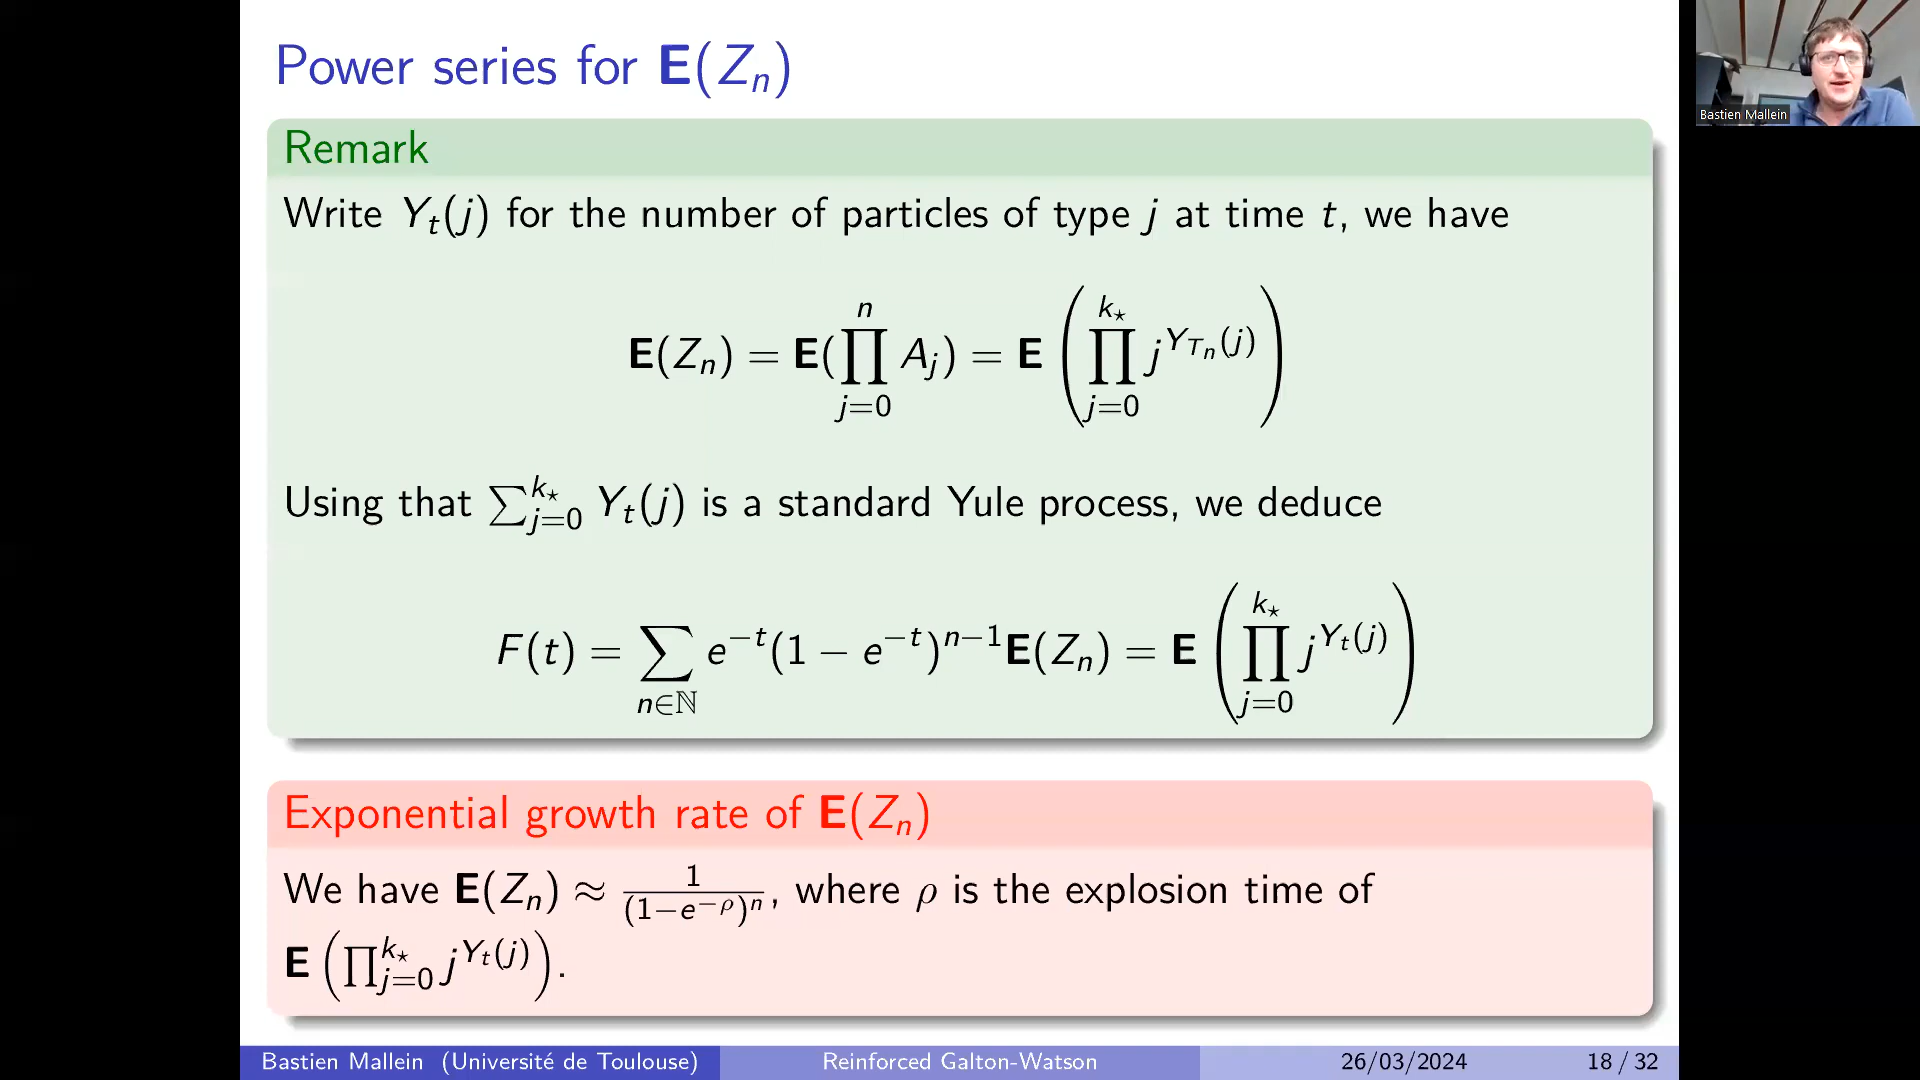 Power series for E(Z_n)
Bastien Mallein
Remark
Write Y_t(j) for the number of particles of type j at time t, we have
E(Z_n) = E(∏_{j=0}^{n} A_j) = E(∏_{j=0}^{k_⋆} j^{Y_{T_n}(j)})
Using that ∑_{j=0}^{k_⋆} Y_t(j) is a standard Yule process, we deduce
F(t) = ∑_{n∈ℕ} e^{−t}(1 − e^{−t})^{n−1}E(Z_n) = E(∏_{j=0}^{k_⋆} j^{Y_t(j)})
Exponential growth rate of E(Z_n)
We have E(Z_n) ≈ \frac{1}{(1−e^{−ρ})^n}, where ρ is the explosion time of
E(∏_{j=0}^{k_⋆} j^{Y_t(j)}).
Bastien Mallein (Université de Toulouse) Reinforced Galton-Watson 26/03/2024 18 / 32